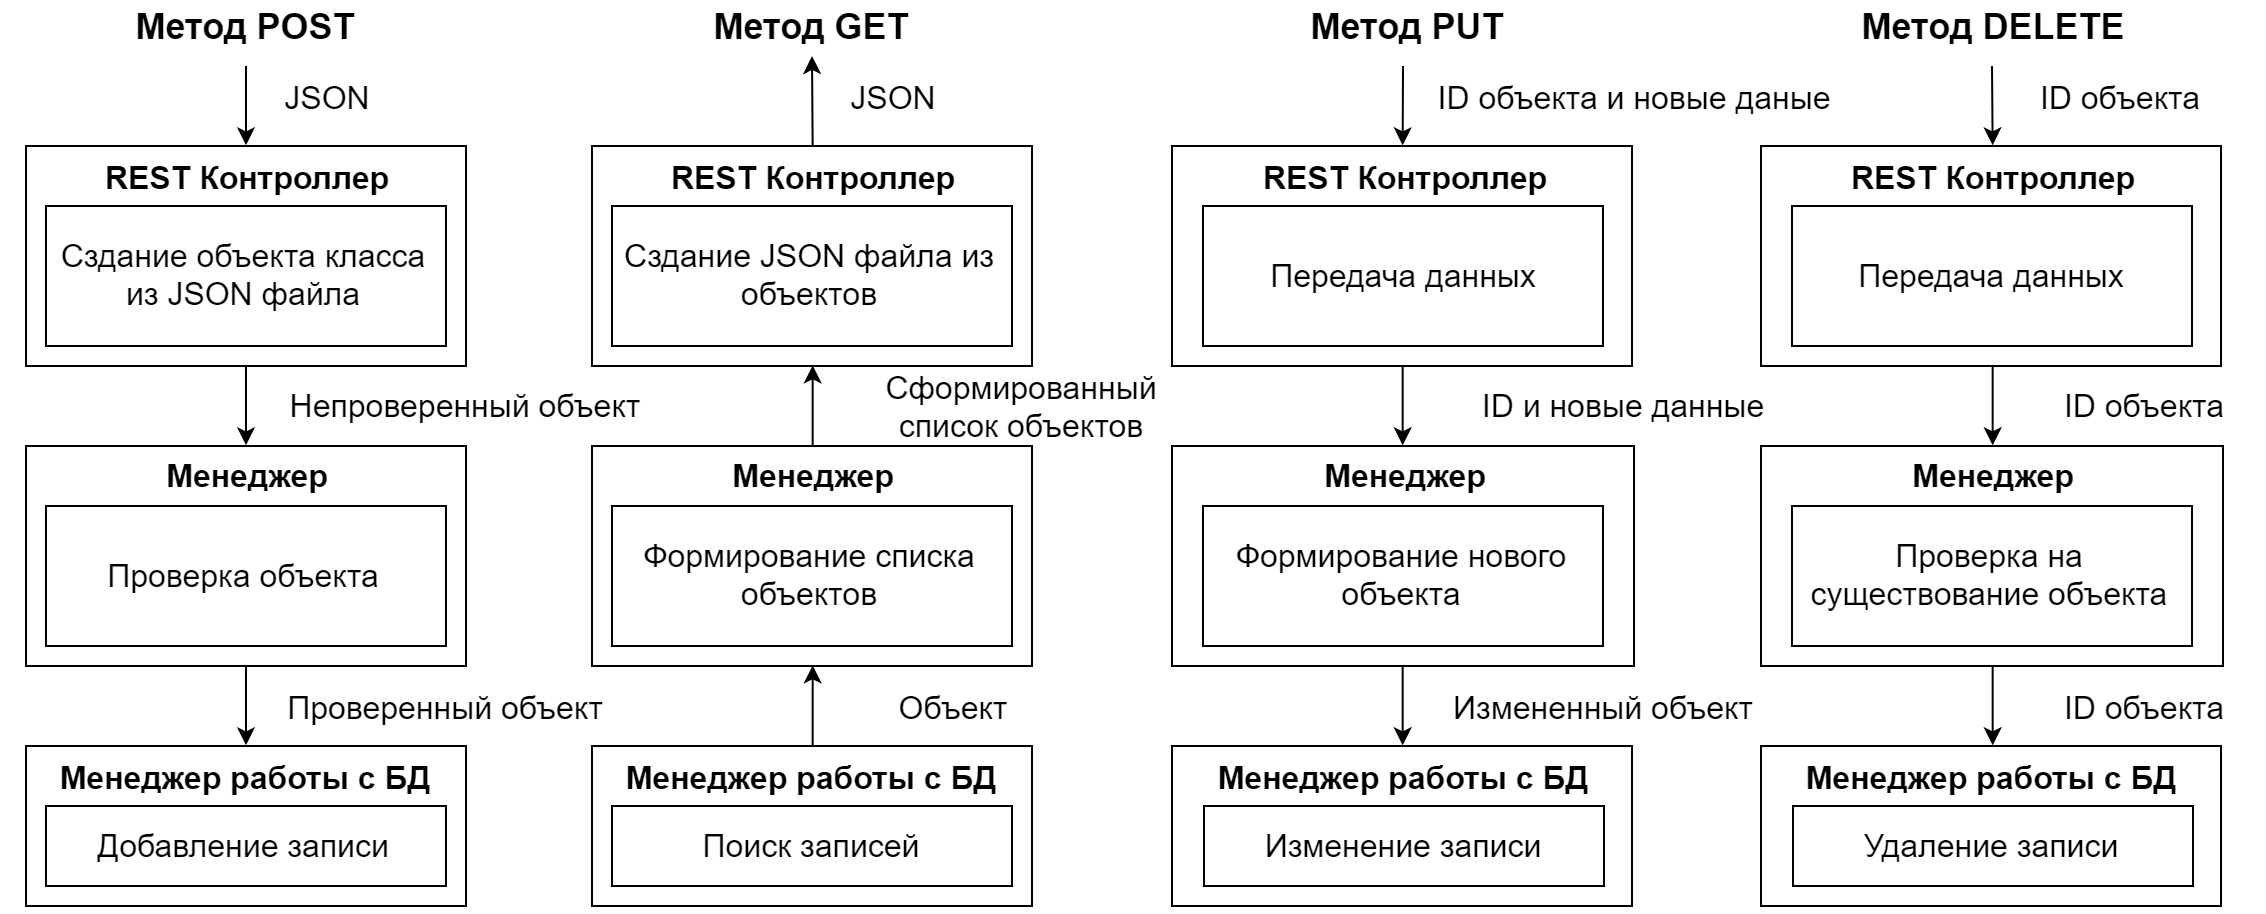 Метод POST
JSON
REST Контроллер
Сздание объекта класса
из JSON файла
Непроверенный объект
Менеджер
Проверка объекта
Проверенный объект
Менеджер работы с БД
Добавление записи
Метод GET
JSON
REST Контроллер
Сздание JSON файла из
объектов
Сформированный
список объектов
Менеджер
Формирование списка
объектов
Объект
Менеджер работы с БД
Поиск записей
Метод PUT
ID объекта и новые даные
REST Контроллер
Передача данных
ID и новые данные
Менеджер
Формирование нового
объекта
Измененный объект
Менеджер работы с БД
Изменение записи
Метод DELETE
ID объекта
REST Контроллер
Передача данных
ID объекта
Менеджер
Проверка на
существование объекта
ID объекта
Менеджер работы с БД
Удаление записи